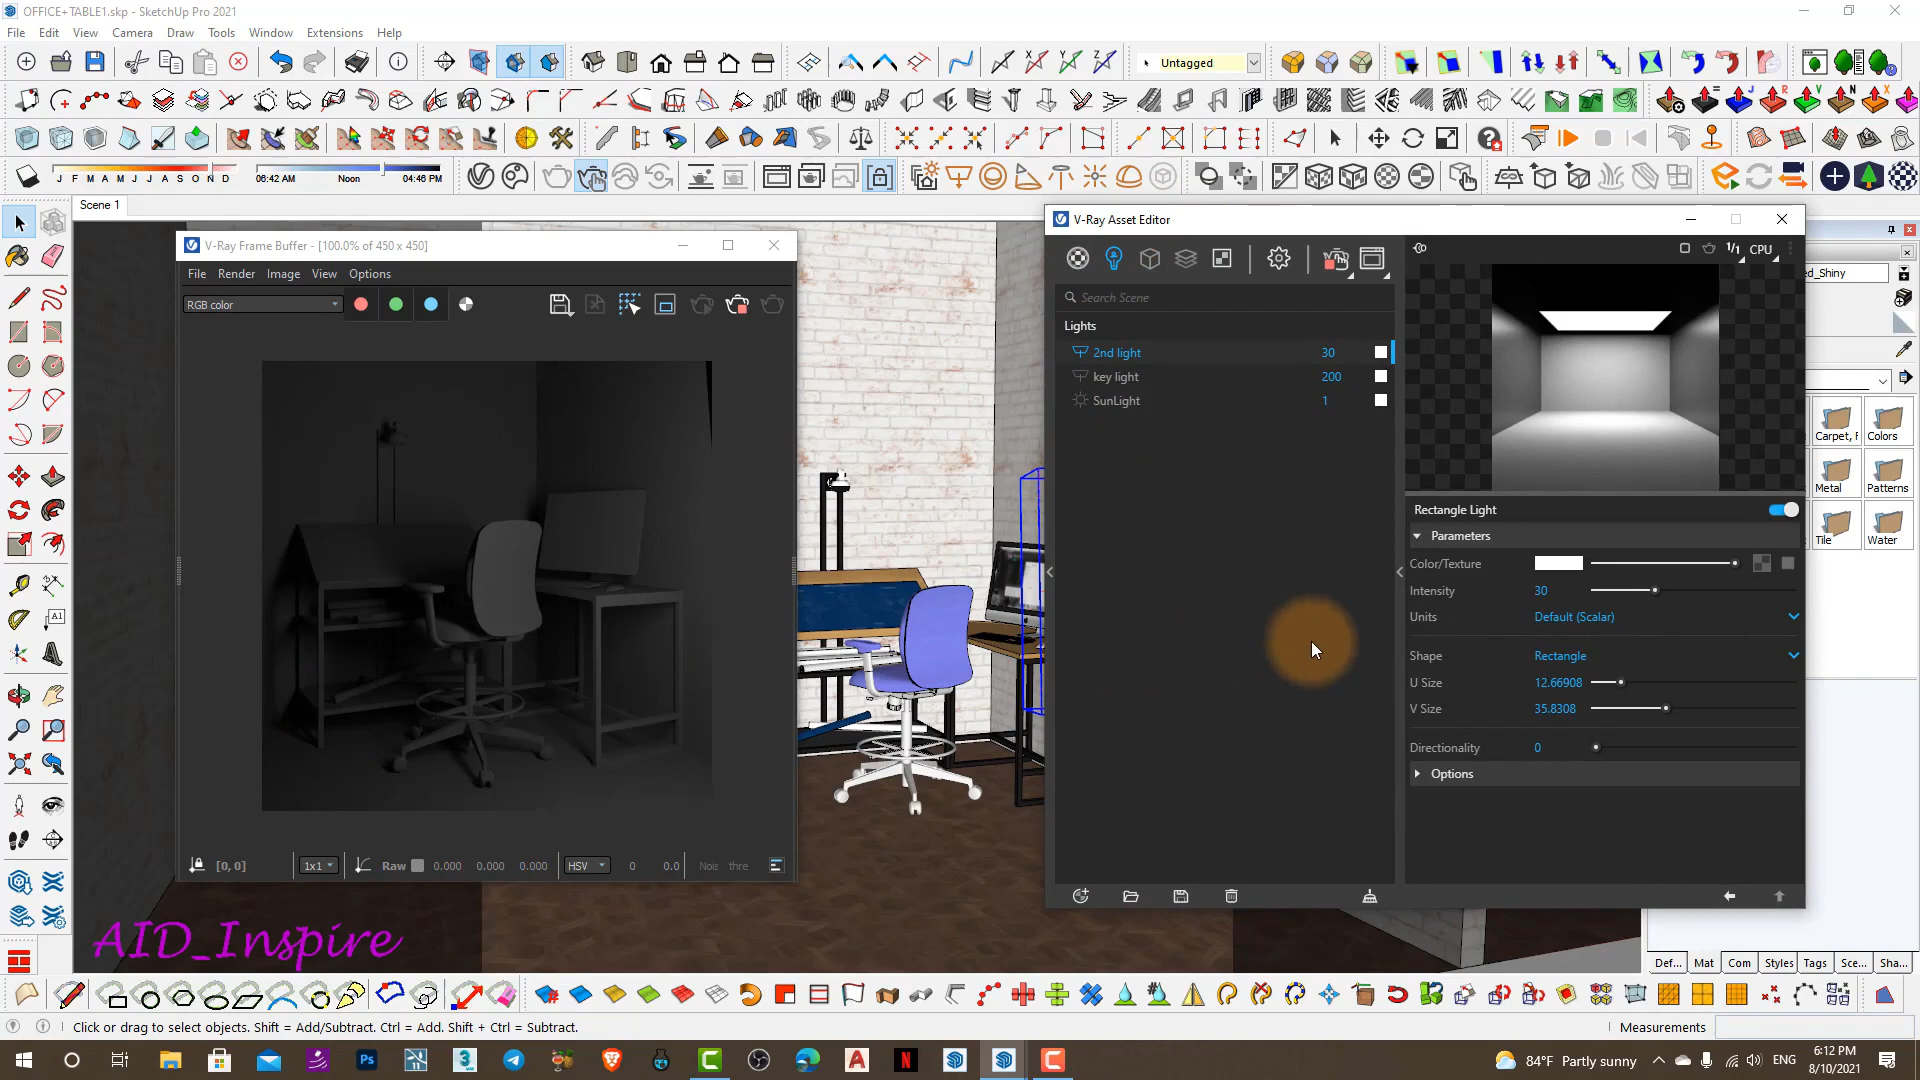 OFFICE+TABLE1.skp - SketchUp Pro 2021
File Edit View Camera Draw Tools Window Extensions Help
Untagged
J F M A M J J A S O N D
06:42 AM Noon 04:46 PM
Scene 1
V-Ray Frame Buffer - [100.0% of 450 x 450]
File Render Image View Options
RGB color
[0, 0]
1x1
Raw 0.000 0.000 0.000
HSV 0 0.0
Nois thre
V-Ray Asset Editor
1/1 CPU
Search Scene
Lights
2nd light 30
key light 200
SunLight 1
Rectangle Light
Parameters
Color/Texture
Intensity 30
Units Default (Scalar)
Shape Rectangle
U Size 12.66908
V Size 35.8308
Directionality 0
Options
ed_Shiny
Carpet, F Colors
Metal Patterns
Tile Water
Def... Mat Com Styles Tags Sce... Sha...
AID_Inspire
Click or drag to select objects. Shift = Add/Subtract. Ctrl = Add. Shift + Ctrl = Subtract.
Measurements
84°F Partly sunny
ENG
6:12 PM
8/10/2021